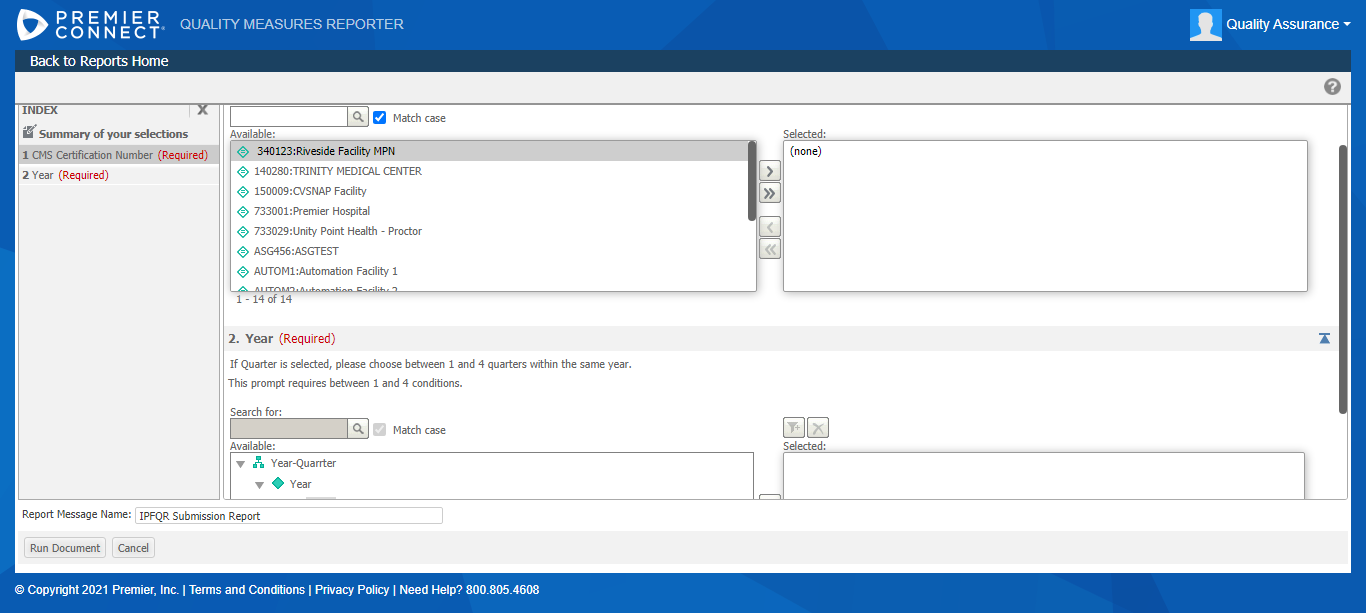 PREMIER CONNECT QUALITY MEASURES REPORTER
Quality Assurance
Back to Reports Home
?
INDEX X
Summary of your selections
1 CMS Certification Number (Required)
2 Year (Required)
Match case
Available:
340123:Riveside Facility MPN
140280:TRINITY MEDICAL CENTER
150009:CVSNAP Facility
733001:Premier Hospital
733029:Unity Point Health - Proctor
ASG456:ASGTEST
AUTOM1:Automation Facility 1
AUTOM2:Automation Facility 2
1 - 14 of 14
Selected:
(none)
2. Year (Required)
If Quarter is selected, please choose between 1 and 4 quarters within the same year.
This prompt requires between 1 and 4 conditions.
Search for:
Match case
Available:
Year-Quarrter
Year
Selected:
Report Message Name: IPFQR Submission Report
Run Document Cancel
© Copyright 2021 Premier, Inc. | Terms and Conditions | Privacy Policy | Need Help? 800.805.4608